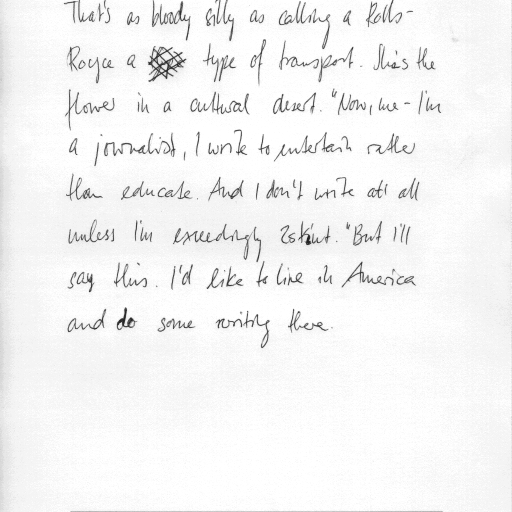 That's as bloody silly as calling a Rolls-
Royce a type of transport. She's the
flower in a cultural desert. "Now, me - I'm
a journalist, I write to entertain rather
than educate. And I don't write at all
unless I'm exceedingly skint. "But I'll
say this. I'd like to live in America
and do some writing there.